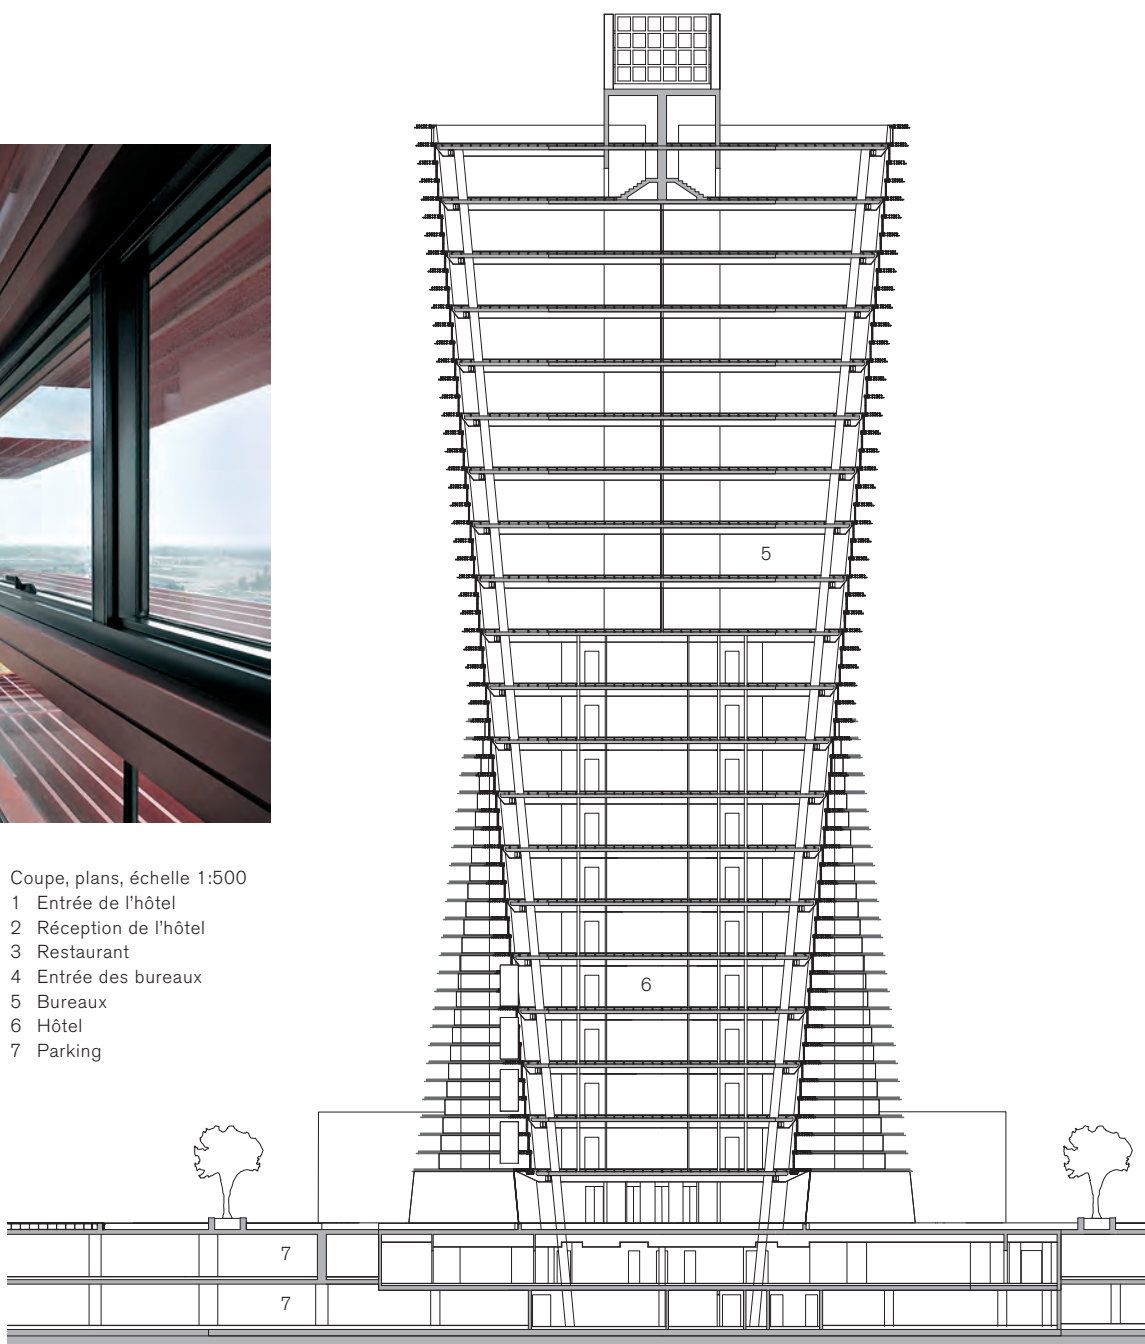 5
6
Coupe, plans, échelle 1:500
1 Entrée de l'hôtel
2 Réception de l'hôtel
3 Restaurant
4 Entrée des bureaux
5 Bureaux
6 Hôtel
7 Parking
7
7